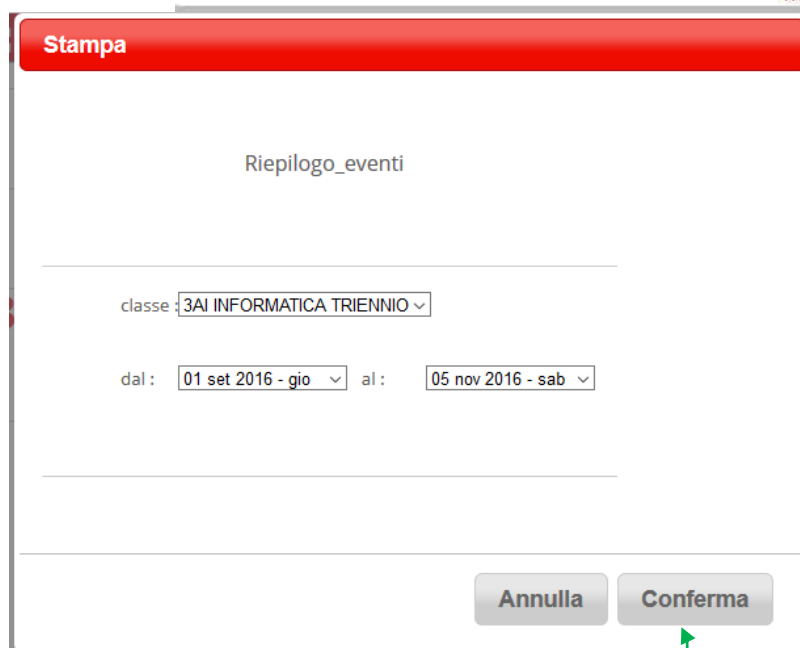 Stampa
Riepilogo_eventi
classe : 3AI INFORMATICA TRIENNIO
dal : 01 set 2016 - gio al : 05 nov 2016 - sab
Annulla Conferma